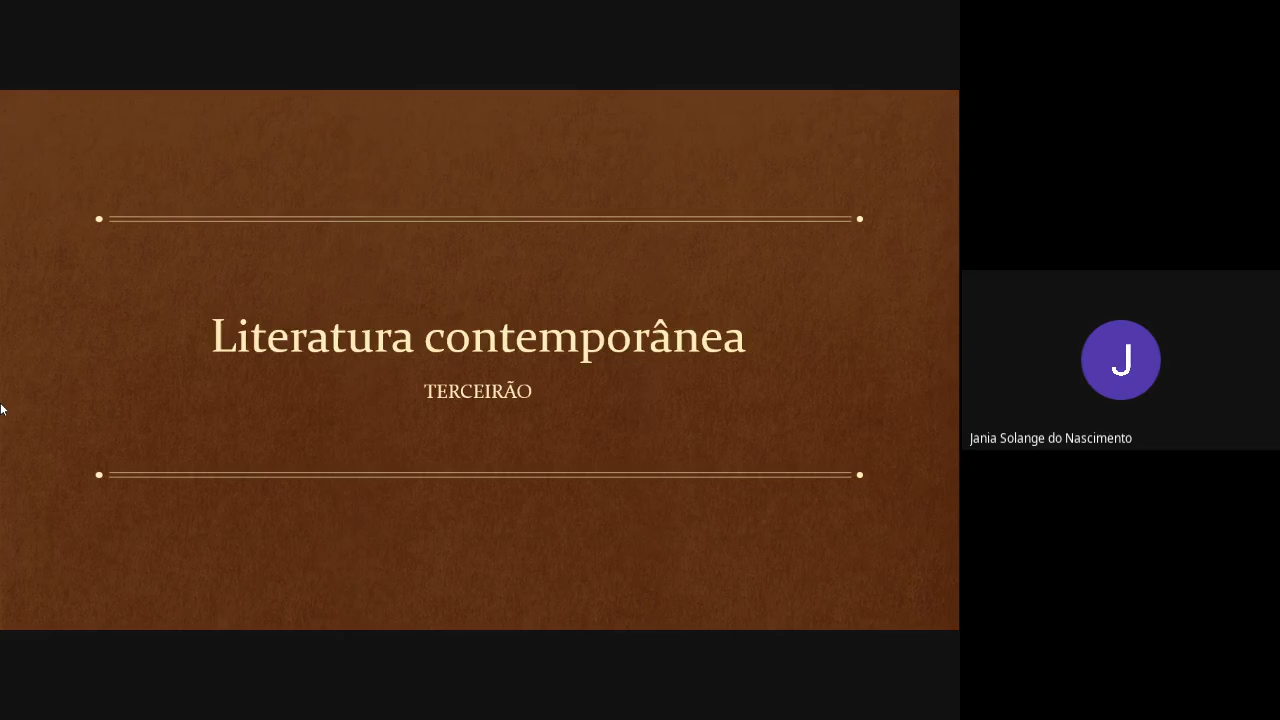 Literatura contemporânea
TERCEIRÃO
J
Jania Solange do Nascimento